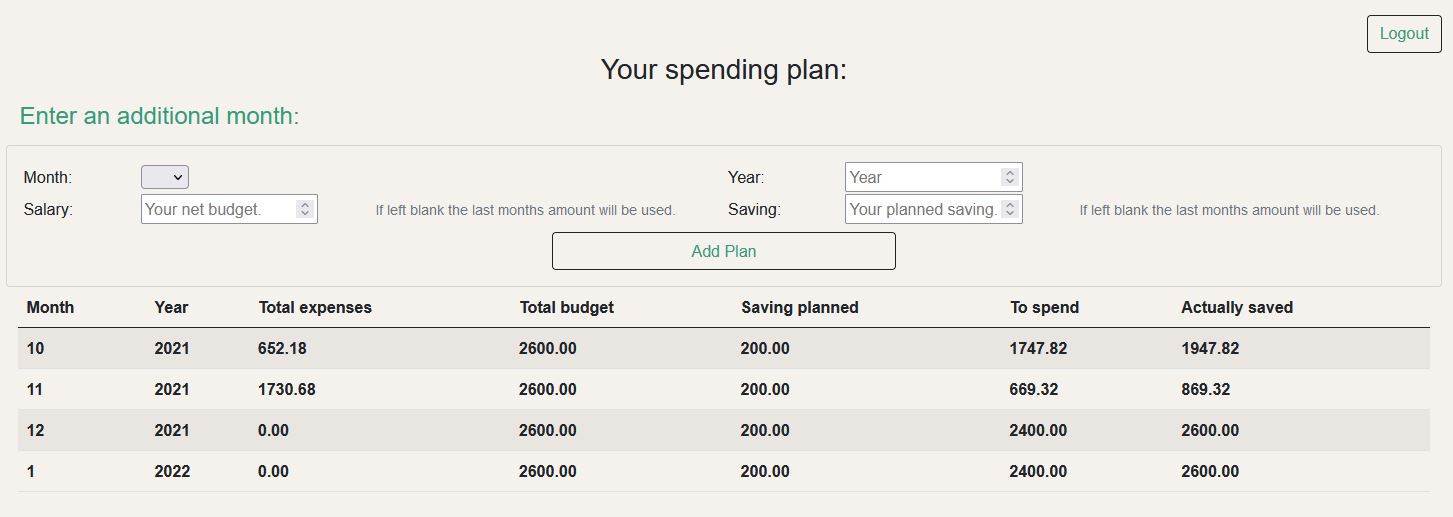 Logout
Your spending plan:
Enter an additional month:
Month: Year: Year
Salary: Your net budget. If left blank the last months amount will be used. Saving: Your planned saving. If left blank the last months amount will be used.
Add Plan
Month Year Total expenses Total budget Saving planned To spend Actually saved
10 2021 652.18 2600.00 200.00 1747.82 1947.82
11 2021 1730.68 2600.00 200.00 669.32 869.32
12 2021 0.00 2600.00 200.00 2400.00 2600.00
1 2022 0.00 2600.00 200.00 2400.00 2600.00